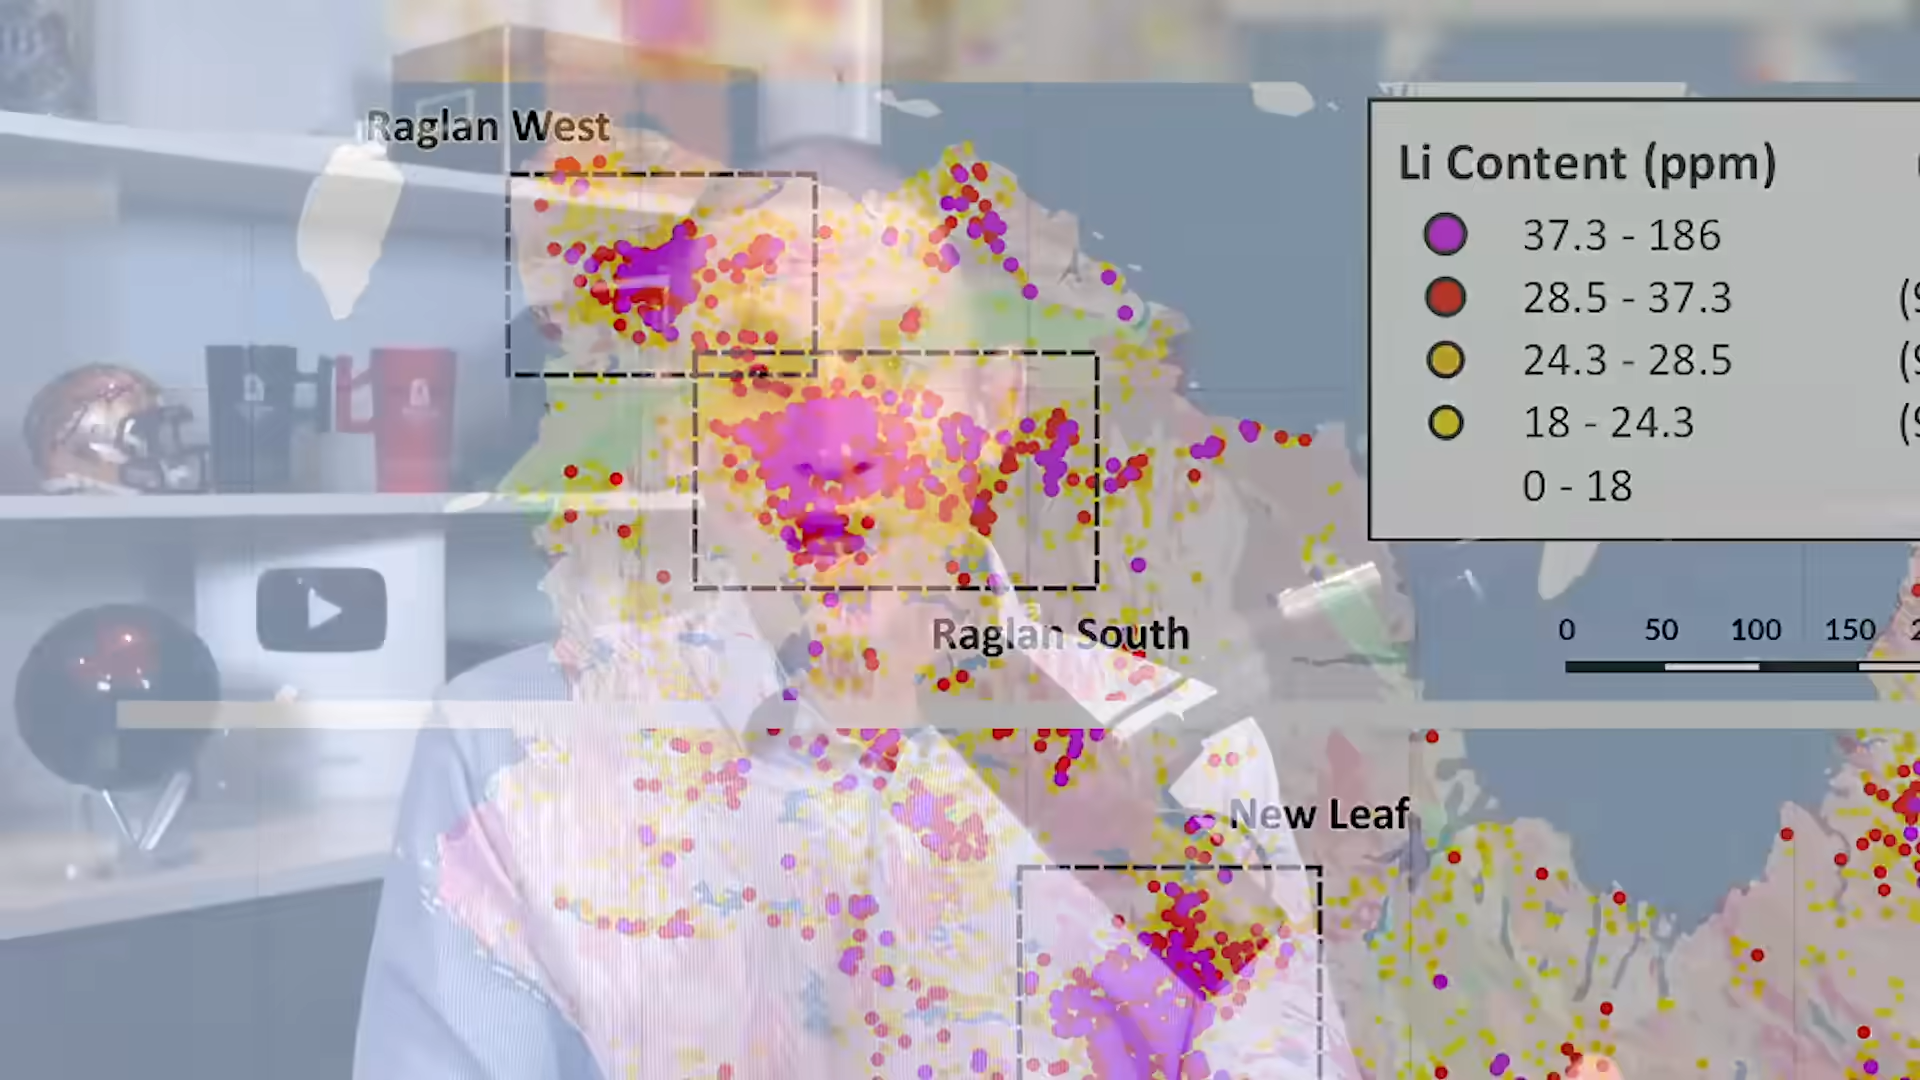 Raglan West
Li Content (ppm)
37.3 - 186
28.5 - 37.3
24.3 - 28.5
18 - 24.3
0 - 18
0 50 100 150
Raglan South
New Leaf